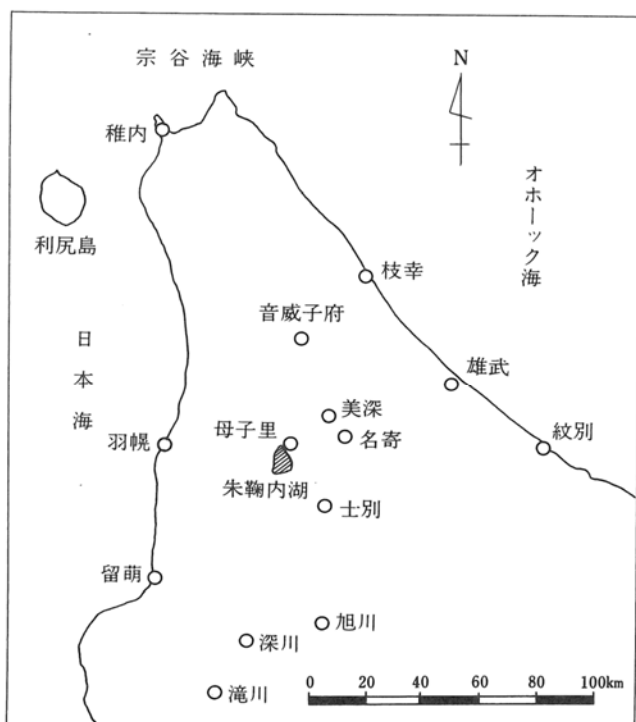 宗谷海峡
N
稚内
オホーツク海
利尻島
枝幸
音威子府
日本海
雄武
美深
母子里
名寄
羽幌
紋別
朱鞠内湖
士別
留萌
旭川
深川
0 20 40 60 80 100km
滝川